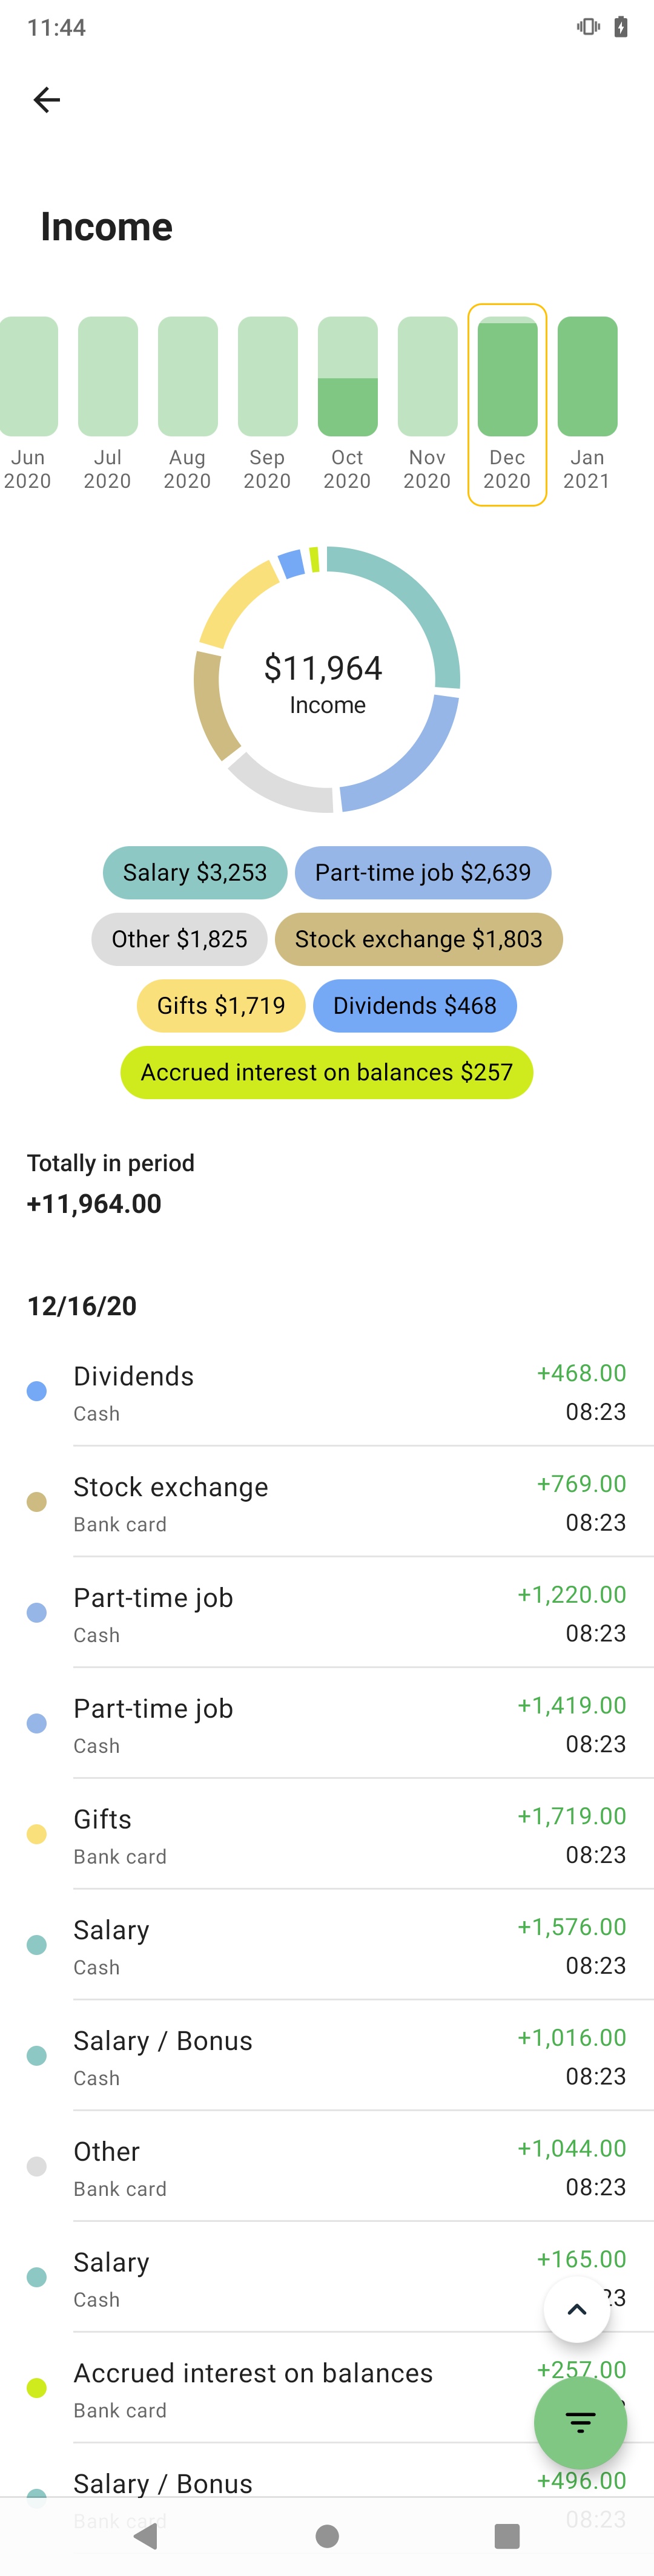 11:44
Income
Jun
2020
Jul
2020
Aug
2020
Sep
2020
Oct
2020
Nov
2020
Dec
2020
Jan
2021
$11,964
Income
Salary $3,253
Part-time job $2,639
Other $1,825
Stock exchange $1,803
Gifts $1,719
Dividends $468
Accrued interest on balances $257
Totally in period
+11,964.00
12/16/20
Dividends
+468.00
Cash
08:23
Stock exchange
+769.00
Bank card
08:23
Part-time job
+1,220.00
Cash
08:23
Part-time job
+1,419.00
Cash
08:23
Gifts
+1,719.00
Bank card
08:23
Salary
+1,576.00
Cash
08:23
Salary / Bonus
+1,016.00
Cash
08:23
Other
+1,044.00
Bank card
08:23
Salary
+165.00
Cash
Accrued interest on balances
+257.00
Bank card
Salary / Bonus
+496.00
Bank card
08:23